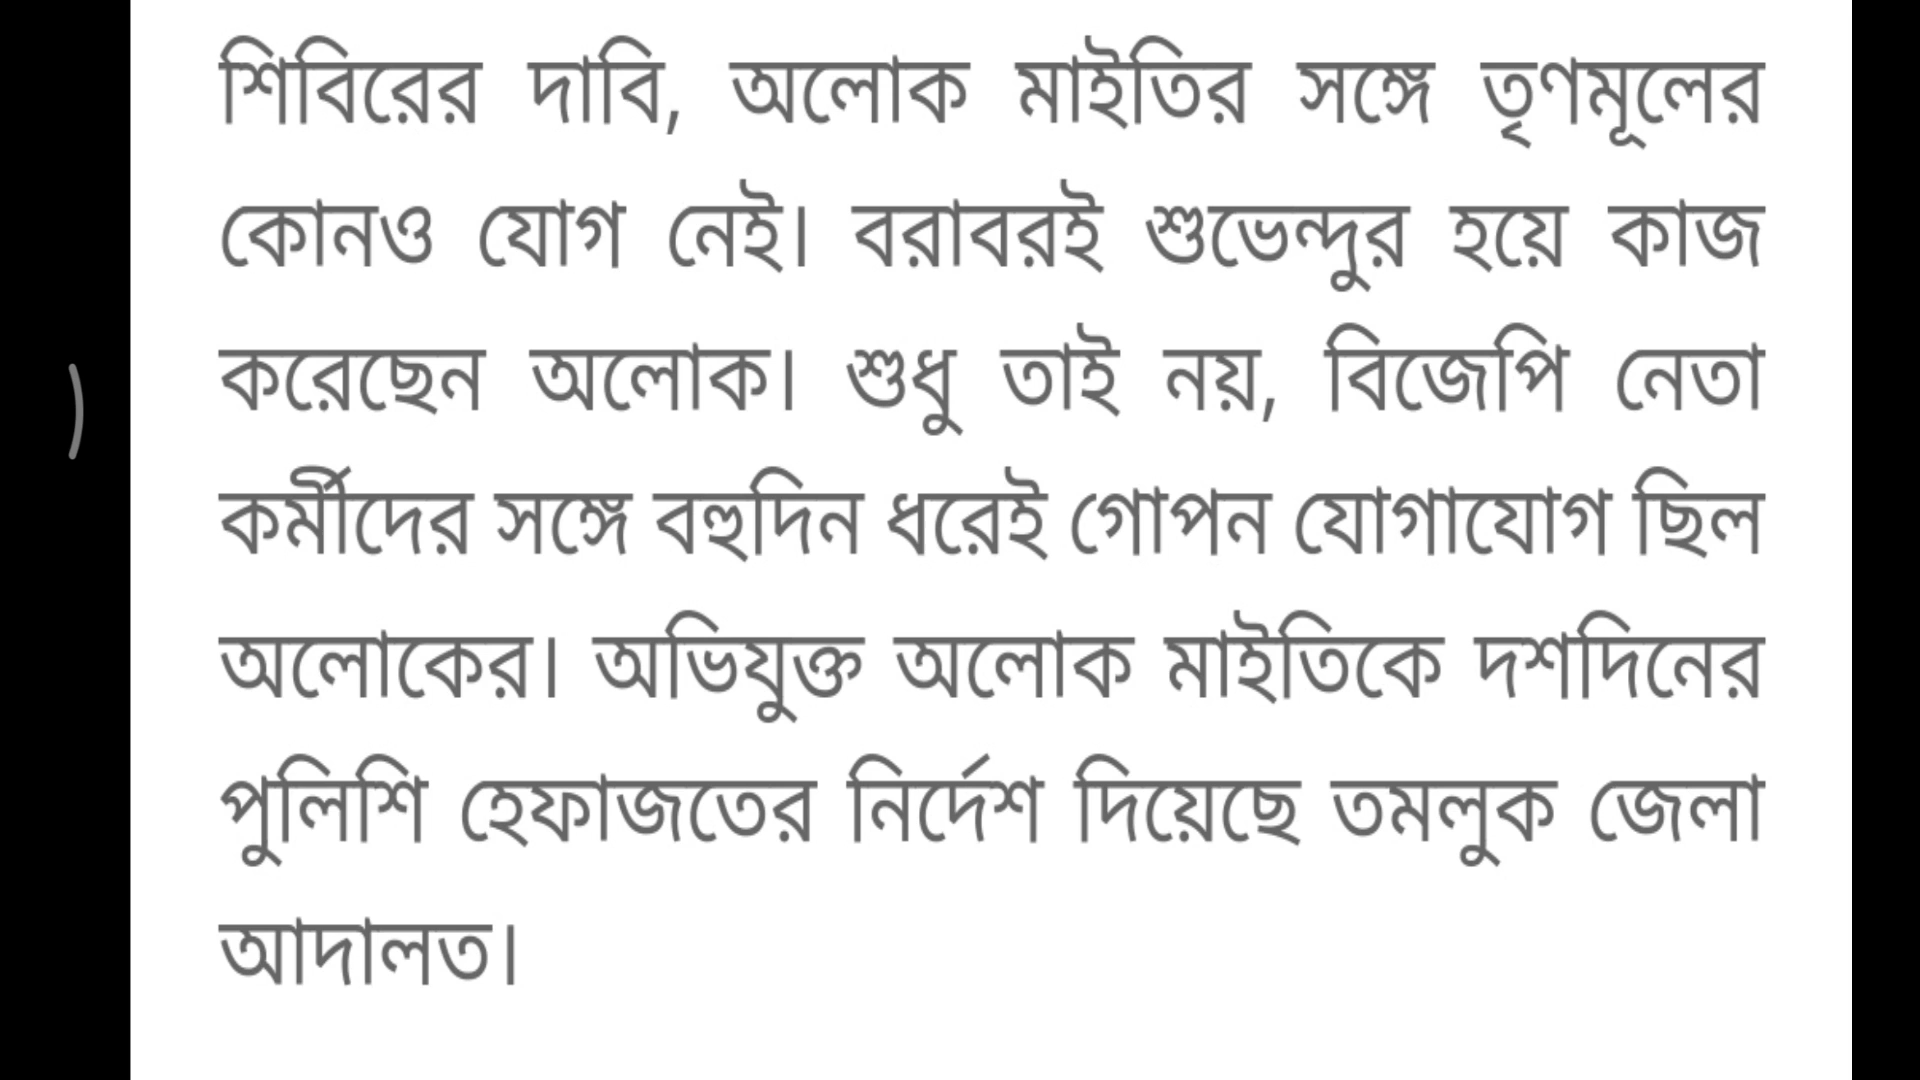 শিবিরের দাবি, অলোক মাইতির সঙ্গে তৃণমূলের
কোনও যোগ নেই। বরাবরই শুভেন্দুর হয়ে কাজ
করেছেন অলোক। শুধু তাই নয়, বিজেপি নেতা
কর্মীদের সঙ্গে বহুদিন ধরেই গোপন যোগাযোগ ছিল
অলোকের। অভিযুক্ত অলোক মাইতিকে দশদিনের
পুলিশি হেফাজতের নির্দেশ দিয়েছে তমলুক জেলা
আদালত।